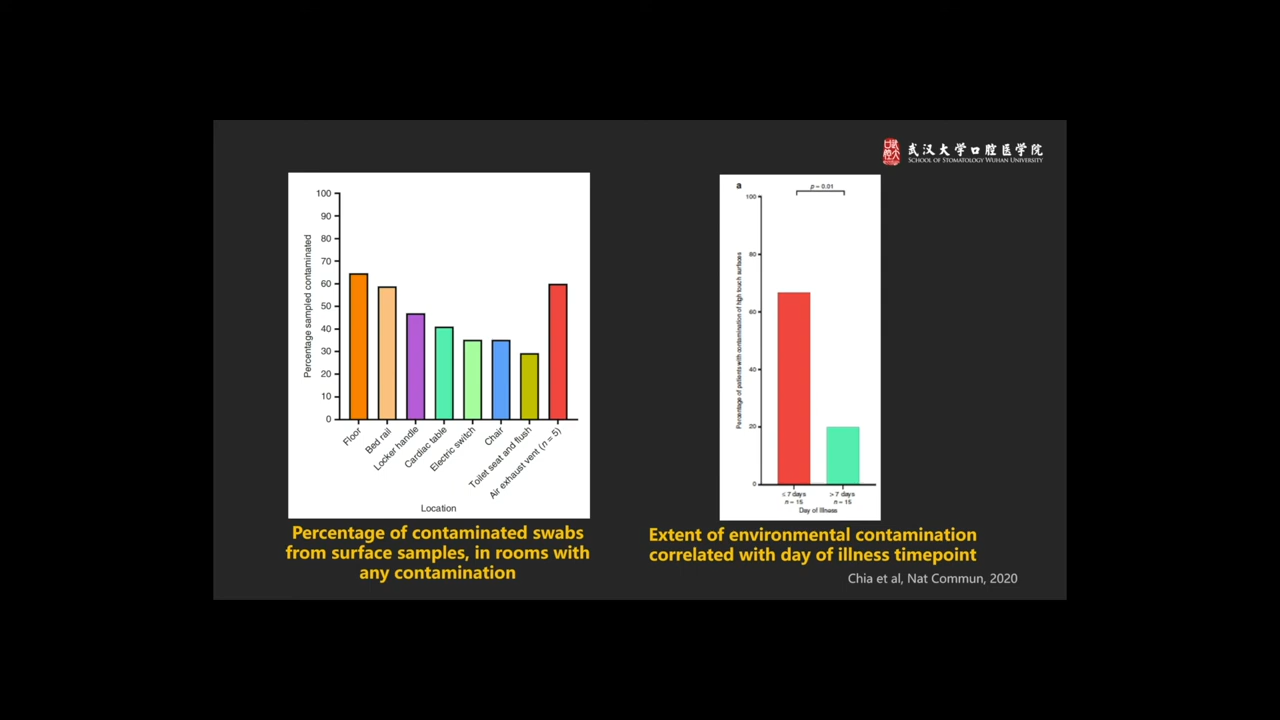 武汉大学口腔医学院
SCHOOL OF STOMATOLOGY WUHAN UNIVERSITY
100
90
80
70
60
50
40
30
20
10
0
Percentage sampled contaminated
Floor
Bed rail
Locker handle
Cardiac table
Electric switch
Chair
Toilet seat and flush
Air exhaust vent (n = 5)
Location
Percentage of contaminated swabs
from surface samples, in rooms with
any contamination
a
p = 0.01
100
80
60
40
20
0
Percentage of patients with contamination of high touch surfaces
≤ 7 days
n = 15
> 7 days
n = 15
Day of illness
Extent of environmental contamination
correlated with day of illness timepoint
Chia et al, Nat Commun, 2020